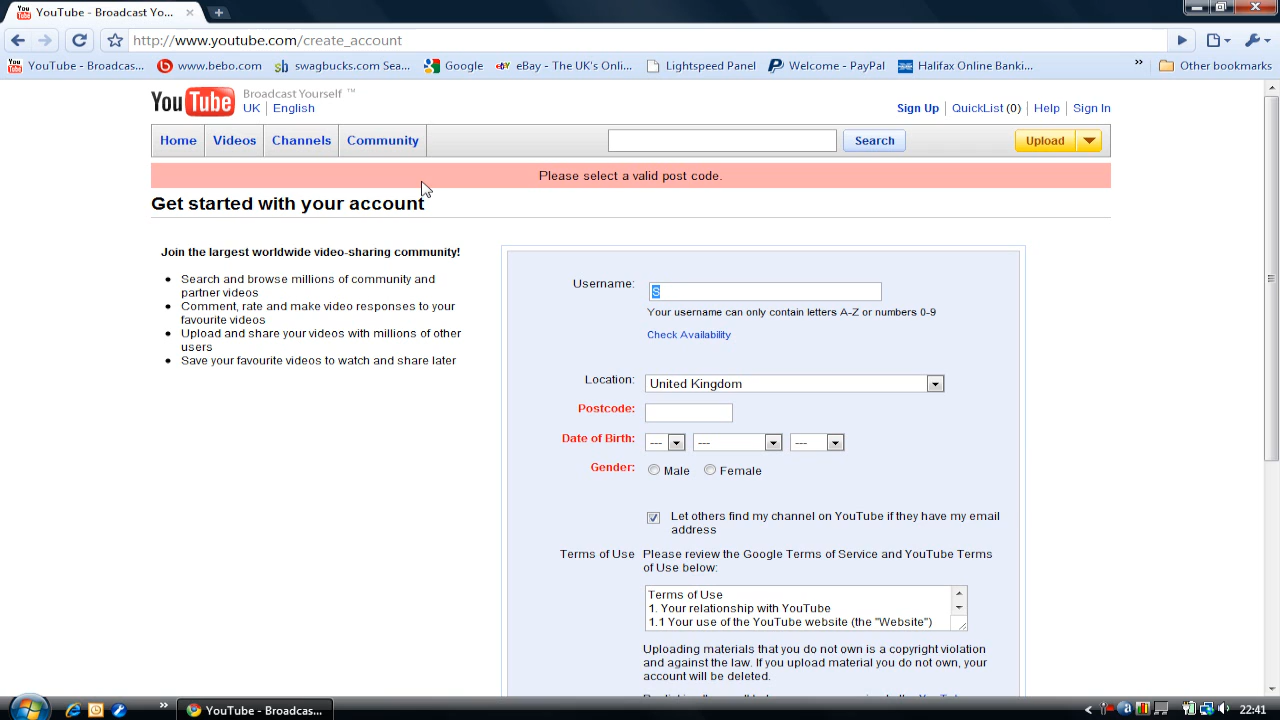 YouTube - Broadcast Yo...
http://www.youtube.com/create_account
YouTube - Broadcas... www.bebo.com swagbucks.com Sea... Google eBay - The UK's Onli... Lightspeed Panel Welcome - PayPal Halifax Online Banki... » Other bookmarks
YouTube Broadcast Yourself ™
UK | English
Sign Up | QuickList (0) | Help | Sign In
Home Videos Channels Community Search Upload
Please select a valid post code.
Get started with your account
Join the largest worldwide video-sharing community!
• Search and browse millions of community and
partner videos
• Comment, rate and make video responses to your
favourite videos
• Upload and share your videos with millions of other
users
• Save your favourite videos to watch and share later
Username: S
Your username can only contain letters A-Z or numbers 0-9
Check Availability
Location: United Kingdom
Postcode:
Date of Birth: --- --- ---
Gender: Male Female
Let others find my channel on YouTube if they have my email
address
Terms of Use Please review the Google Terms of Service and YouTube Terms
of Use below:
Terms of Use
1. Your relationship with YouTube
1.1 Your use of the YouTube website (the "Website")
Uploading materials that you do not own is a copyright violation
and against the law. If you upload material you do not own, your
account will be deleted.
» YouTube - Broadcas... 22:41